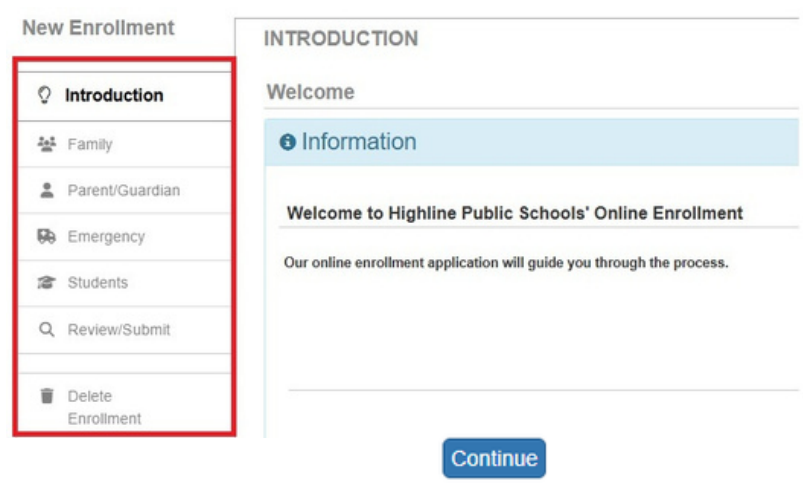 New Enrollment
Introduction
Family
Parent/Guardian
Emergency
Students
Review/Submit
Delete
Enrollment
INTRODUCTION
Welcome
Information
Welcome to Highline Public Schools' Online Enrollment
Our online enrollment application will guide you through the process.
Continue